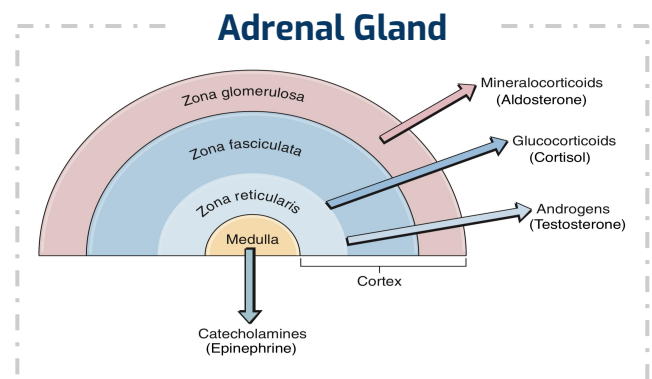 Adrenal Gland
Zona glomerulosa
Mineralocorticoids
(Aldosterone)
Zona fasciculata
Glucocorticoids
(Cortisol)
Zona reticularis
Androgens
(Testosterone)
Medulla
Cortex
Catecholamines
(Epinephrine)